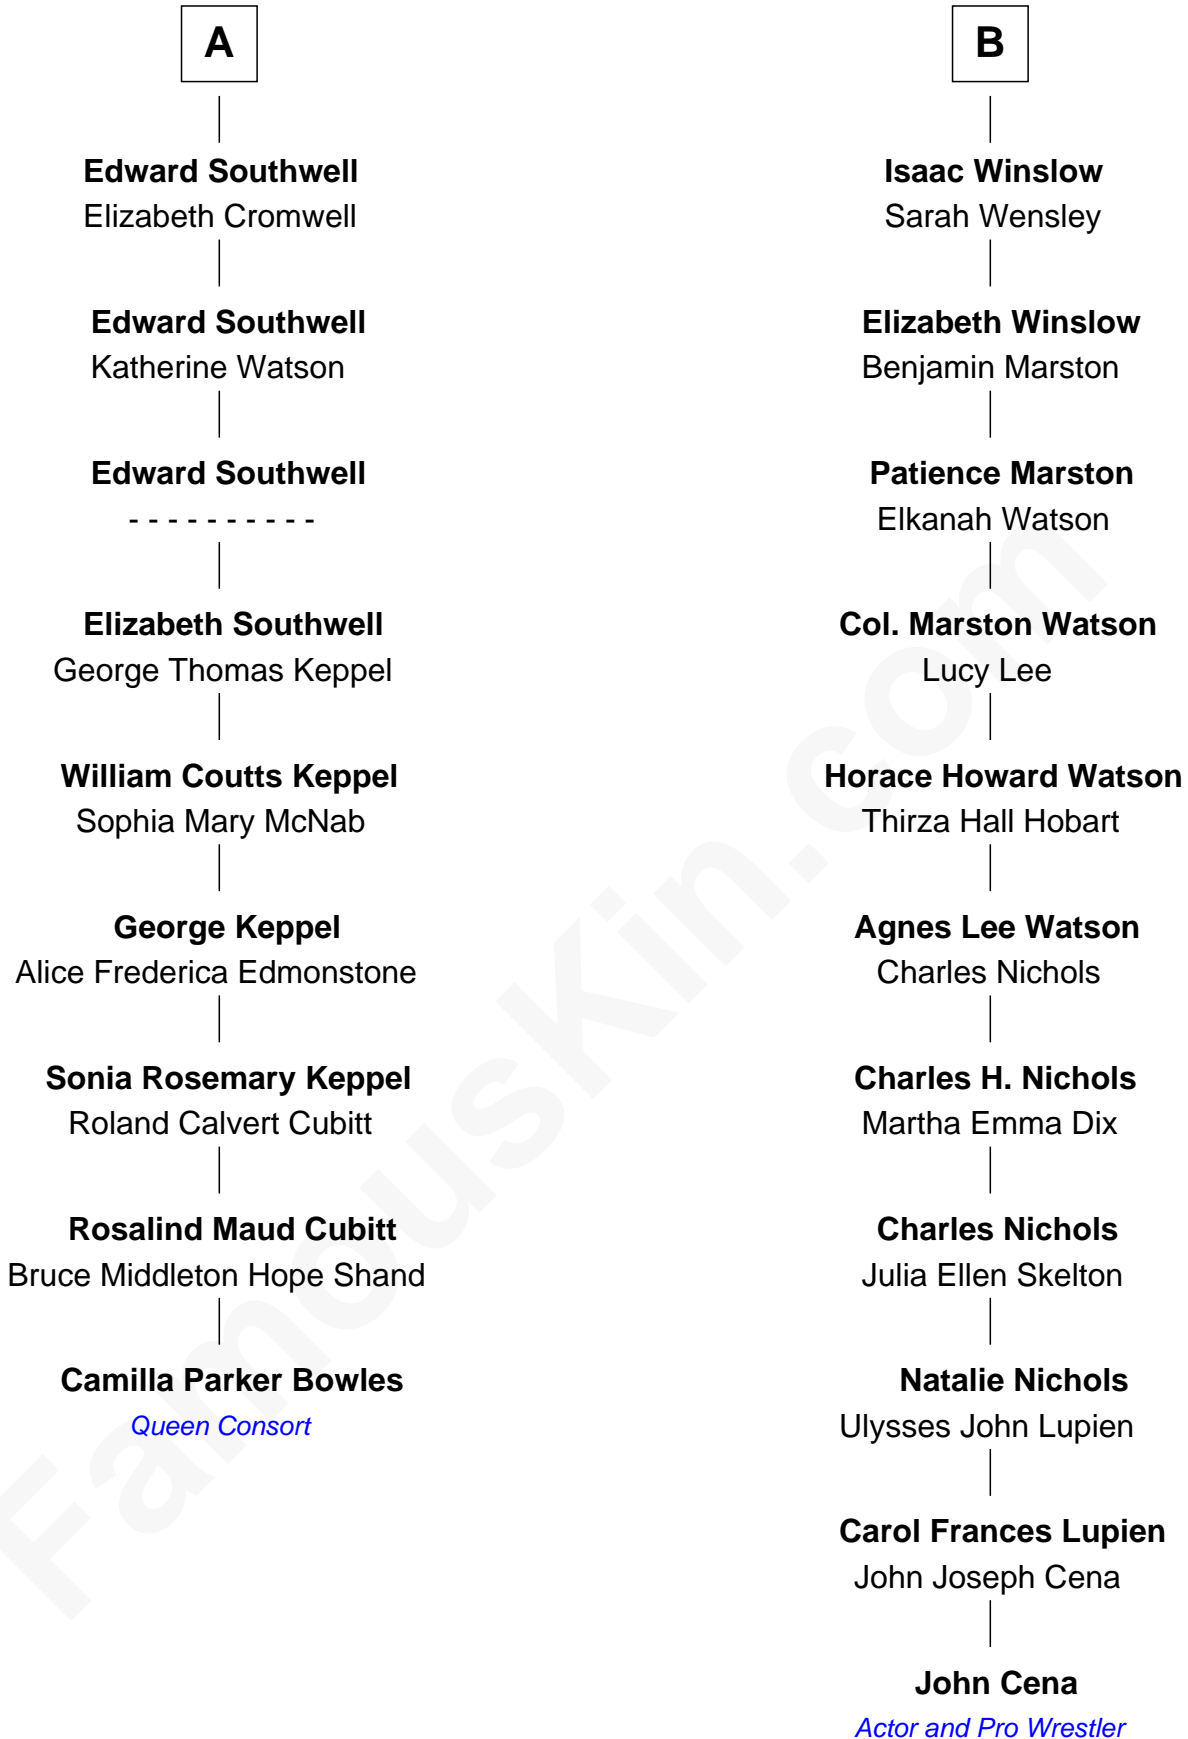 A
Edward Southwell
Elizabeth Cromwell
Edward Southwell
Katherine Watson
Edward Southwell
- - - - - - - - - -
Elizabeth Southwell
George Thomas Keppel
William Coutts Keppel
Sophia Mary McNab
George Keppel
Alice Frederica Edmonstone
Sonia Rosemary Keppel
Roland Calvert Cubitt
Rosalind Maud Cubitt
Bruce Middleton Hope Shand
Camilla Parker Bowles
Queen Consort
B
Isaac Winslow
Sarah Wensley
Elizabeth Winslow
Benjamin Marston
Patience Marston
Elkanah Watson
Col. Marston Watson
Lucy Lee
Horace Howard Watson
Thirza Hall Hobart
Agnes Lee Watson
Charles Nichols
Charles H. Nichols
Martha Emma Dix
Charles Nichols
Julia Ellen Skelton
Natalie Nichols
Ulysses John Lupien
Carol Frances Lupien
John Joseph Cena
John Cena
Actor and Pro Wrestler
FamousKin.com